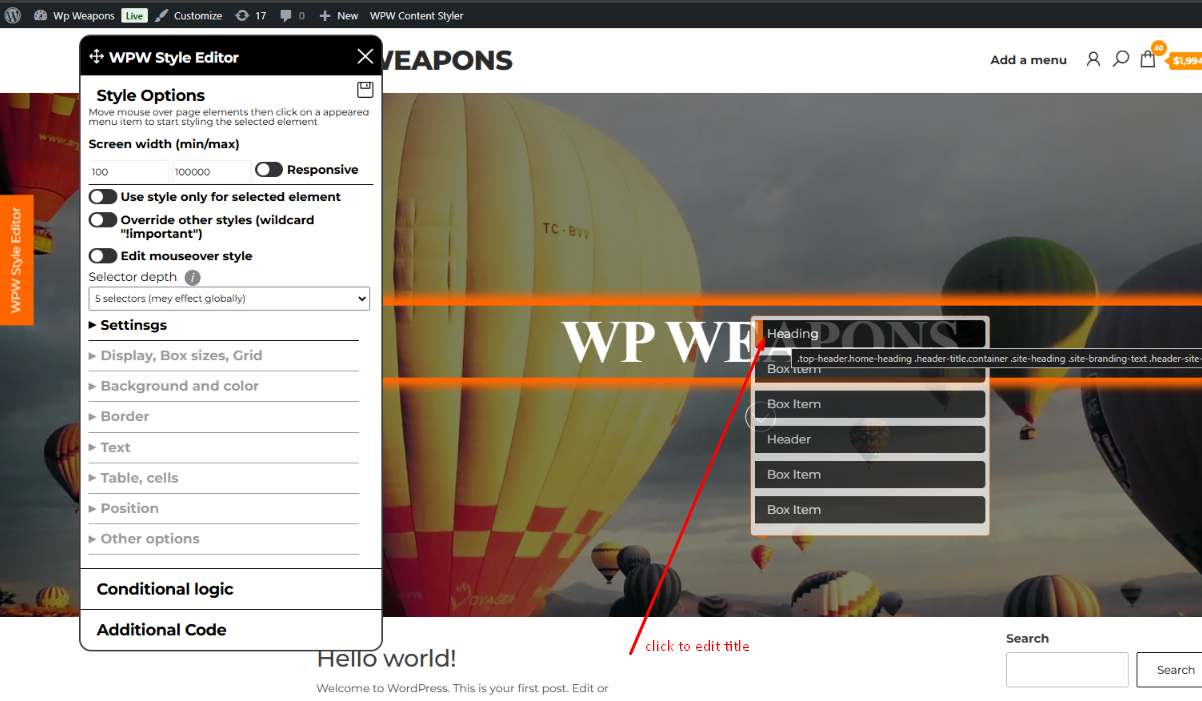 Wp Weapons Live Customize 17 0 New WPW Content Styler
WPW Style Editor
WEAPONS
Add a menu
40
$1,994
Style Options
Move mouse over page elements then click on a appeared
menu item to start styling the selected element
Screen width (min/max)
100 100000 Responsive
Use style only for selected element
Override other styles (wildcard
"!important")
Edit mouseover style
Selector depth i
5 selectors (mey effect globally)
Settinsgs
Display, Box sizes, Grid
Background and color
Border
Text
Table, cells
Position
Other options
Conditional logic
Additional Code
WPW Style Editor
TC-BVV
WP WEAPONS
Heading
.top-header.home-heading .header-title.container .site-heading .site-branding-text .header-site-
Box Item
Box Item
Header
Box Item
Box Item
VOYAGER
click to edit title
Hello world!
Welcome to WordPress. This is your first post. Edit or
Search
Search